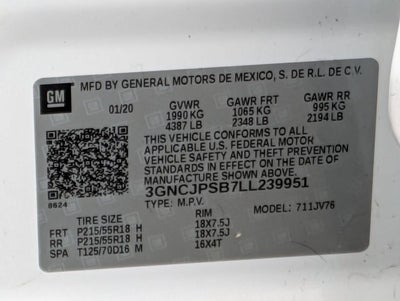 MFD BY GENERAL MOTORS DE MEXICO, S. DE R.L. DE C.V.
GM
01/20 GVWR GAWR FRT GAWR RR
1990 KG 1065 KG 995 KG
4387 LB 2348 LB 2194 LB
THIS VEHICLE CONFORMS TO ALL
APPLICABLE U.S. FEDERAL MOTOR
VEHICLE SAFETY, BUMPER, AND THEFT
PREVENTION STANDARDS IN EFFECT ON
THE DATE OF MANUFACTURE SHOWN ABOVE.
3GNCJPSB7LL239951
8624
TYPE: M.P.V. MODEL: 711JV76
TIRE SIZE RIM
FRT P215/55R18 H 18X7.5J
RR P215/55R18 H 18X7.5J
SPA T125/70D16 M 16X4T